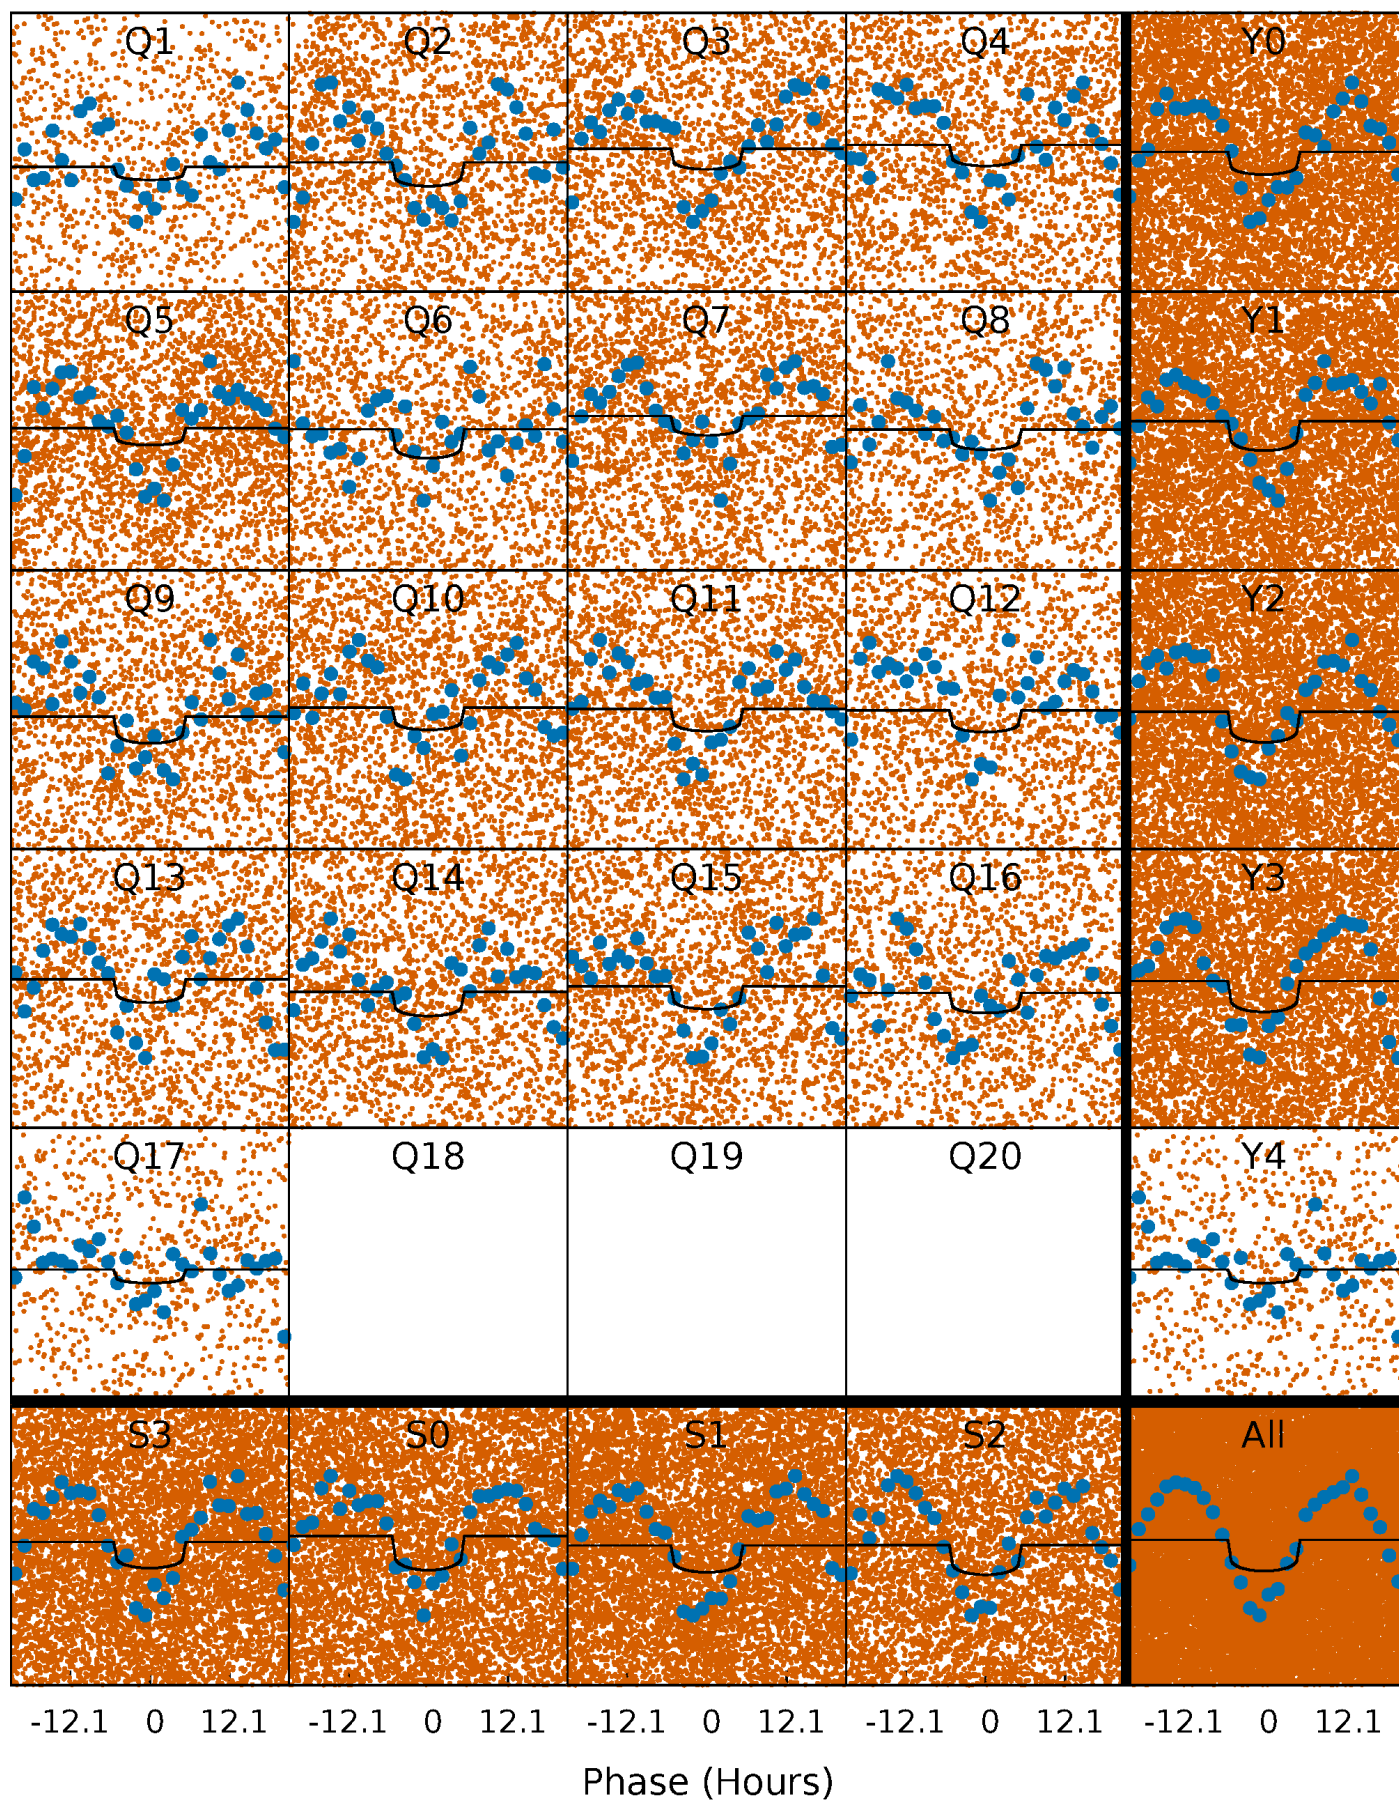 Q1 Q2 Q3 Q4 Y0
Q5 Q6 Q7 Q8 Y1
Q9 Q10 Q11 Q12 Y2
Q13 Q14 Q15 Q16 Y3
Q17 Q18 Q19 Q20 Y4
S3 S0 S1 S2 All
-12.1 0 12.1 -12.1 0 12.1 -12.1 0 12.1 -12.1 0 12.1 -12.1 0 12.1
Phase (Hours)